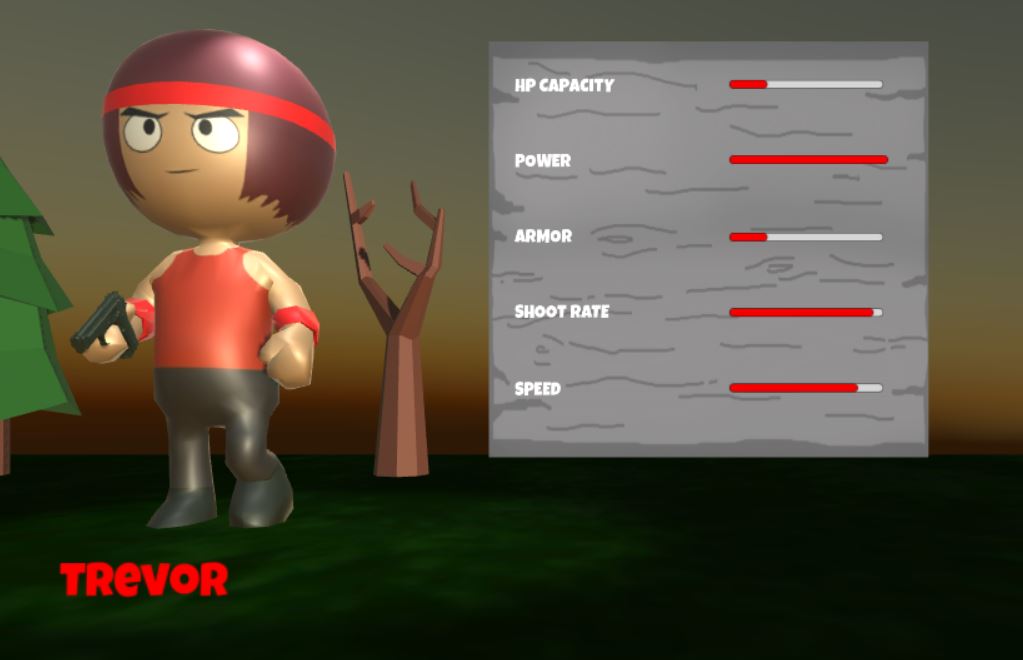 HP CAPACITY
POWER
ARMOR
SHOOT RATE
SPEED
TReVOR